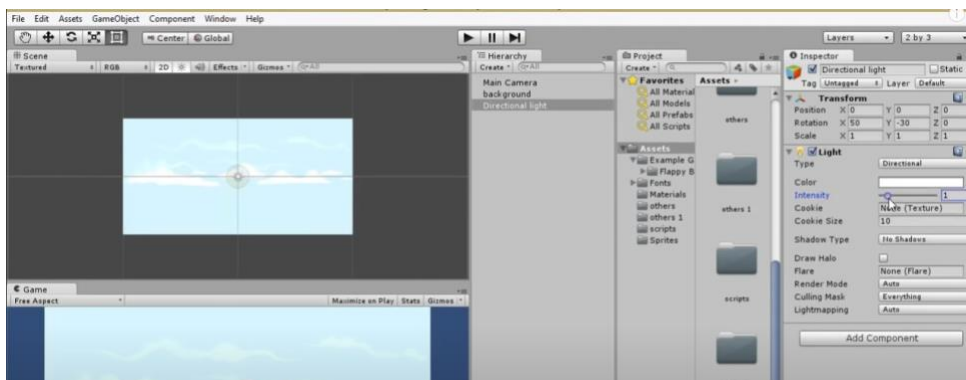 File Edit Assets GameObject Component Window Help
Center Global
Layers 2 by 3
Scene
Textured RGB 2D Effects Gizmos All
Game
Free Aspect Maximize on Play Stats Gizmos
Hierarchy
Create All
Main Camera
background
Directional light
Project
Create
Favorites
All Material
All Models
All Prefabs
All Scripts
Assets
Example G
Flappy B
Fonts
Materials
others
others 1
scripts
Sprites
Assets
others
others 1
scripts
Inspector
Directional light Static
Tag Untagged Layer Default
Transform
Position X 0 Y 0 Z 0
Rotation X 50 Y -30 Z 0
Scale X 1 Y 1 Z 1
Light
Type Directional
Color
Intensity 1
Cookie None (Texture)
Cookie Size 10
Shadow Type No Shadows
Draw Halo
Flare None (Flare)
Render Mode Auto
Culling Mask Everything
Lightmapping Auto
Add Component